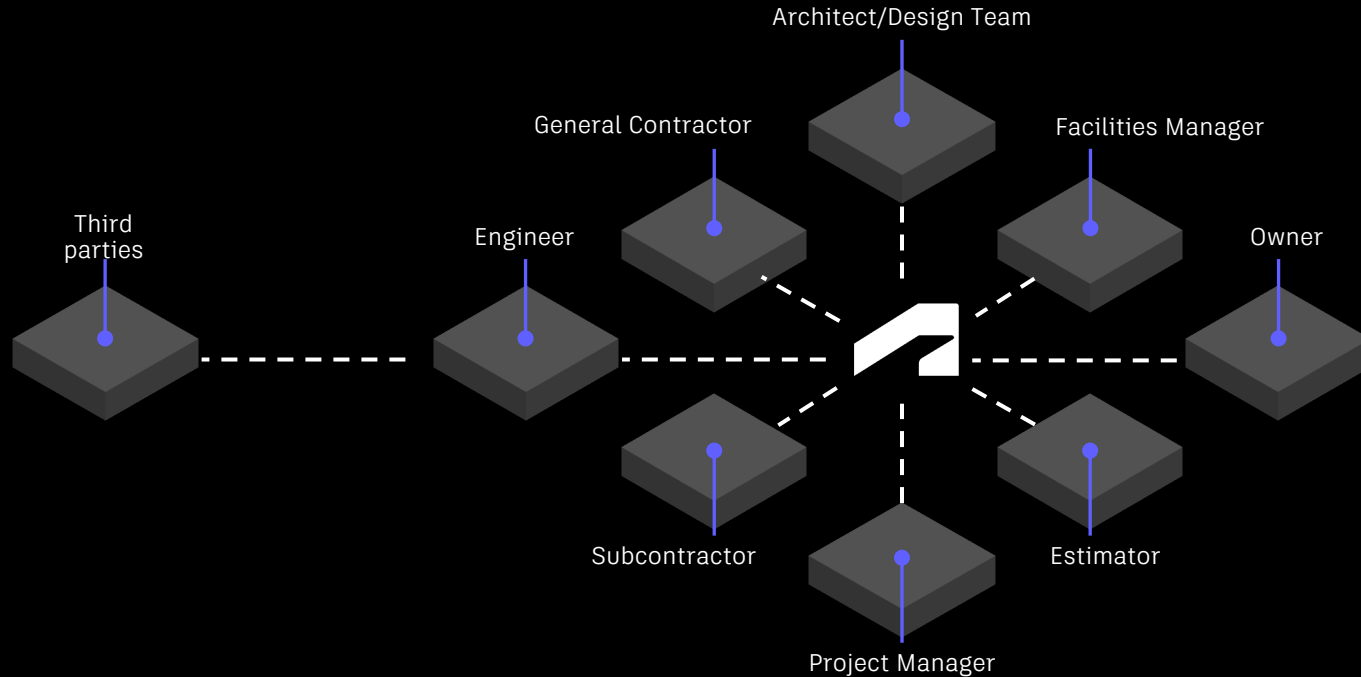 Architect/Design Team
General Contractor
Facilities Manager
Third
parties
Engineer
Owner
Subcontractor
Estimator
Project Manager